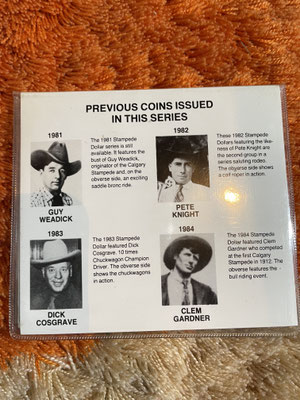 PREVIOUS COINS ISSUED
IN THIS SERIES
1981
The 1981 Stampede
Dollar series is still
available. It features the
bust of Guy Weadick,
originator of the Calgary
Stampede and, on the
obverse side, an exciting
saddle bronc ride.
GUY
WEADICK
1982
These 1982 Stampede
Dollars featuring the like-
ness of Pete Knight are
the second group in a
series saluting rodeo.
The obverse side shows
a calf roper in action.
PETE
KNIGHT
1983
The 1983 Stampede
Dollar featured Dick
Cosgrave, 10 times
Chuckwagon Champion
Driver. The obverse side
shows the chuckwagons
in action.
DICK
COSGRAVE
1984
The 1984 Stampede
Dollar featured Clem
Gardner who competed
at the first Calgary
Stampede in 1912. The
obverse features the
bull riding event.
CLEM
GARDNER